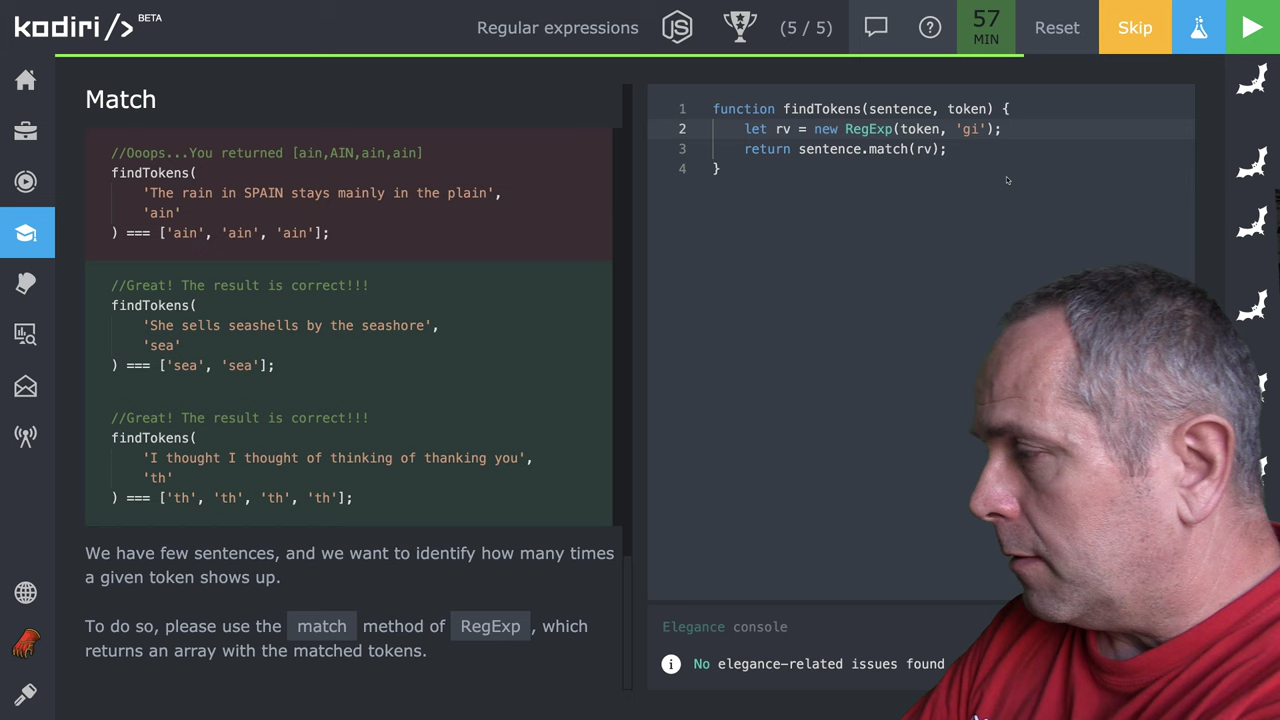 kodiri /> BETA
Regular expressions
JS
(5 / 5)
57
MIN
Reset
Skip
Match
//Ooops...You returned [ain,AIN,ain,ain]
findTokens(
'The rain in SPAIN stays mainly in the plain',
'ain'
) === ['ain', 'ain', 'ain'];
//Great! The result is correct!!!
findTokens(
'She sells seashells by the seashore',
'sea'
) === ['sea', 'sea'];
//Great! The result is correct!!!
findTokens(
'I thought I thought of thinking of thanking you',
'th'
) === ['th', 'th', 'th', 'th'];
We have few sentences, and we want to identify how many times
a given token shows up.
To do so, please use the match method of RegExp , which
returns an array with the matched tokens.
1 function findTokens(sentence, token) {
2 let rv = new RegExp(token, 'gi');
3 return sentence.match(rv);
4 }
Elegance console
No elegance-related issues found